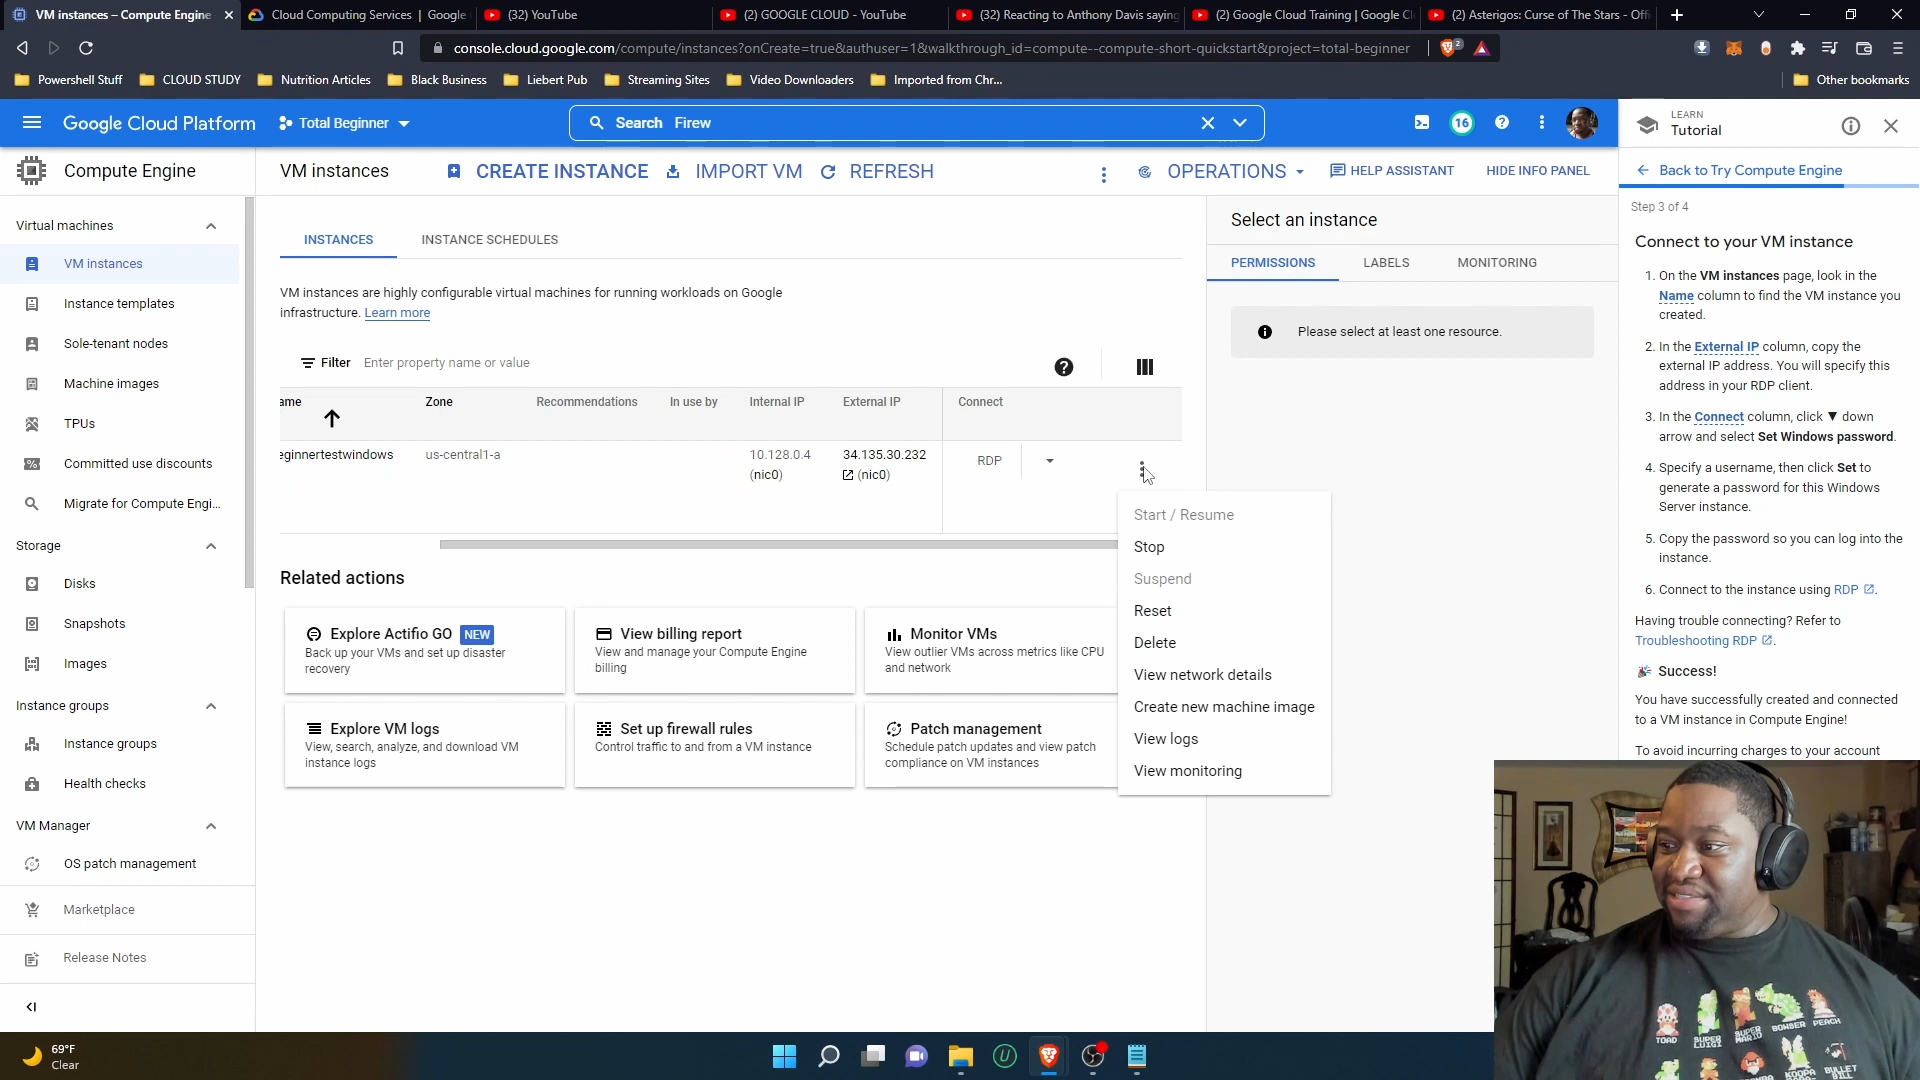 VM instances – Compute Engine
Cloud Computing Services | Google
(32) YouTube
(2) GOOGLE CLOUD - YouTube
(32) Reacting to Anthony Davis saying
(2) Google Cloud Training | Google Cl
(2) Asterigos: Curse of The Stars - Offi
console.cloud.google.com/compute/instances?onCreate=true&authuser=1&walkthrough_id=compute--compute-short-quickstart&project=total-beginner
2
Powershell Stuff
CLOUD STUDY
Nutrition Articles
Black Business
Liebert Pub
Streaming Sites
Video Downloaders
Imported from Chr...
Other bookmarks
Google Cloud Platform
Total Beginner
Search Firew
16
LEARN
Tutorial
Compute Engine
VM instances
CREATE INSTANCE
IMPORT VM
REFRESH
OPERATIONS
HELP ASSISTANT
HIDE INFO PANEL
Back to Try Compute Engine
Virtual machines
VM instances
Instance templates
Sole-tenant nodes
Machine images
TPUs
Committed use discounts
Migrate for Compute Engi...
Storage
Disks
Snapshots
Images
Instance groups
Instance groups
Health checks
VM Manager
OS patch management
Marketplace
Release Notes
INSTANCES
INSTANCE SCHEDULES
VM instances are highly configurable virtual machines for running workloads on Google
infrastructure. Learn more
Filter Enter property name or value
ame
Zone
Recommendations
In use by
Internal IP
External IP
Connect
eginnertestwindows
us-central1-a
10.128.0.4
(nic0)
34.135.30.232
(nic0)
RDP
Start / Resume
Stop
Suspend
Reset
Delete
View network details
Create new machine image
View logs
View monitoring
Related actions
Explore Actifio GO NEW
Back up your VMs and set up disaster
recovery
View billing report
View and manage your Compute Engine
billing
Monitor VMs
View outlier VMs across metrics like CPU
and network
Explore VM logs
View, search, analyze, and download VM
instance logs
Set up firewall rules
Control traffic to and from a VM instance
Patch management
Schedule patch updates and view patch
compliance on VM instances
Select an instance
PERMISSIONS
LABELS
MONITORING
Please select at least one resource.
Step 3 of 4
Connect to your VM instance
1. On the VM instances page, look in the
Name column to find the VM instance you
created.
2. In the External IP column, copy the
external IP address. You will specify this
address in your RDP client.
3. In the Connect column, click ▼ down
arrow and select Set Windows password.
4. Specify a username, then click Set to
generate a password for this Windows
Server instance.
5. Copy the password so you can log into the
instance.
6. Connect to the instance using RDP.
Having trouble connecting? Refer to
Troubleshooting RDP.
Success!
You have successfully created and connected
to a VM instance in Compute Engine!
To avoid incurring charges to your account
TOAD
SUPER LUIGI
SUPER MARIO
BOWSER
PEACH
KOOPA
BULLET BILL
69°F
Clear